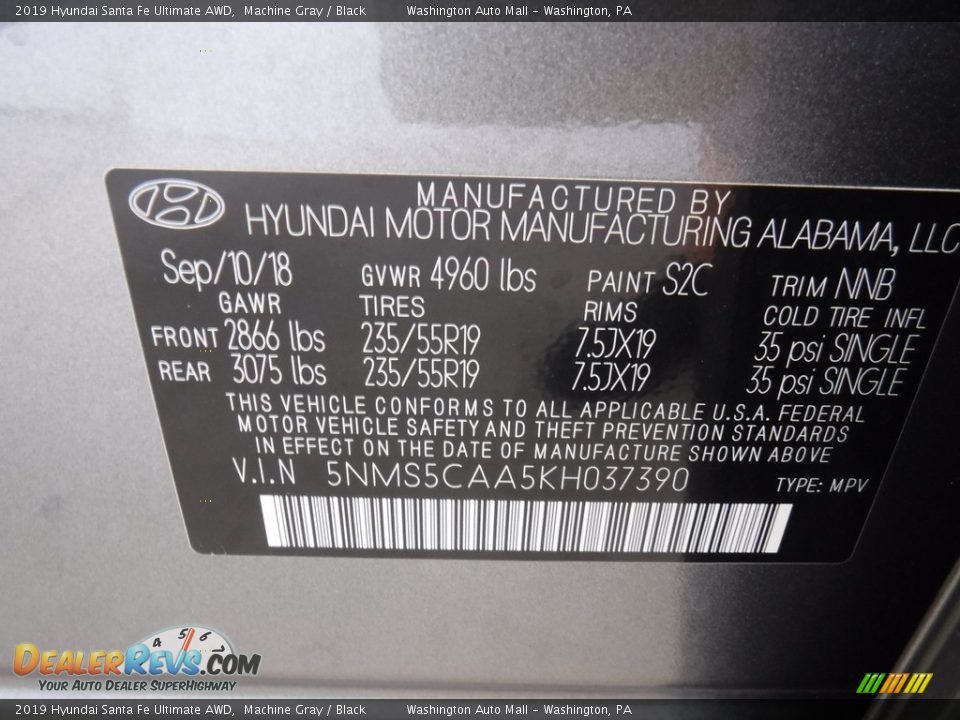 2019 Hyundai Santa Fe Ultimate AWD, Machine Gray / Black Washington Auto Mall - Washington, PA
MANUFACTURED BY
HYUNDAI MOTOR MANUFACTURING ALABAMA, LLC
Sep/10/18 GVWR 4960 lbs PAINT S2C TRIM NNB
GAWR TIRES RIMS COLD TIRE INFL
FRONT 2866 lbs 235/55R19 7.5JX19 35 psi SINGLE
REAR 3075 lbs 235/55R19 7.5JX19 35 psi SINGLE
THIS VEHICLE CONFORMS TO ALL APPLICABLE U.S.A. FEDERAL
MOTOR VEHICLE SAFETY AND THEFT PREVENTION STANDARDS
IN EFFECT ON THE DATE OF MANUFACTURE SHOWN ABOVE
V.I.N 5NMS5CAA5KH037390 TYPE: MPV
4 5 6 7
DEALERREVS.COM
YOUR AUTO DEALER SUPERHIGHWAY
2019 Hyundai Santa Fe Ultimate AWD, Machine Gray / Black Washington Auto Mall - Washington, PA